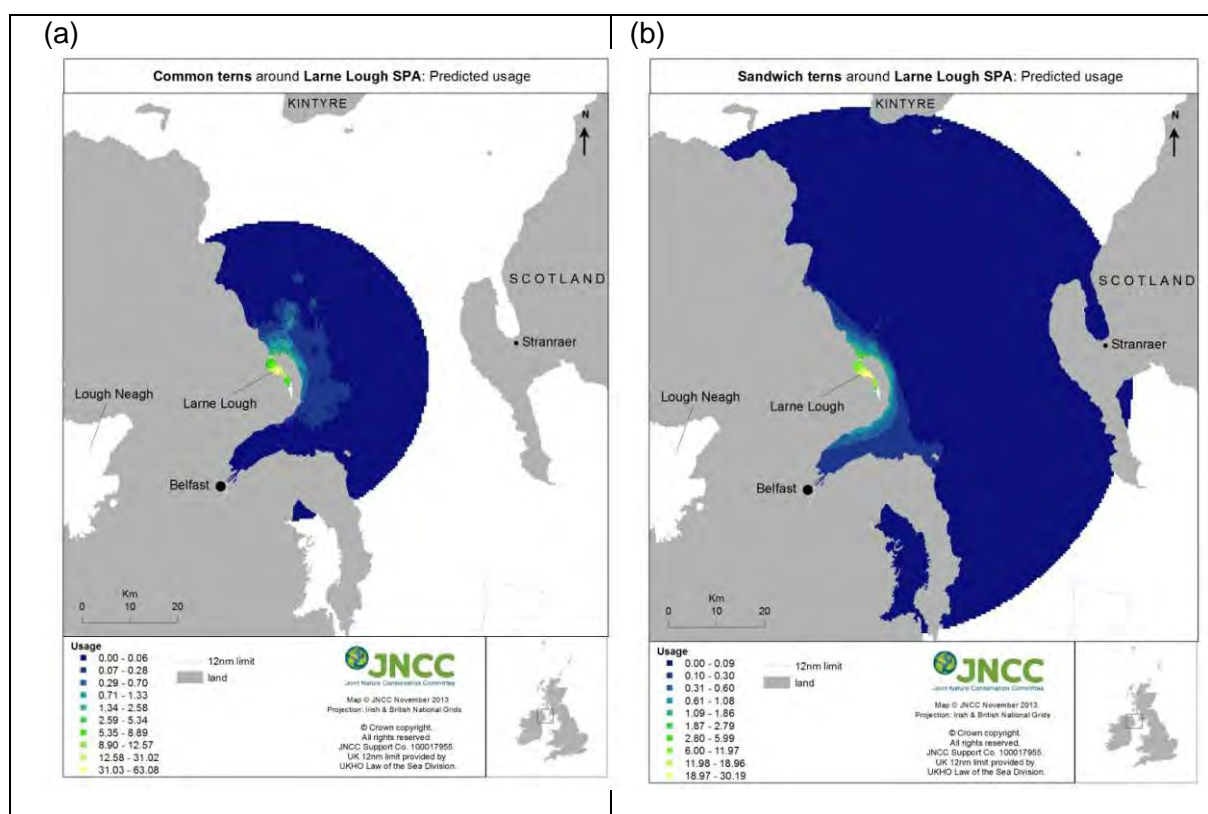 (a)
Common terns around Larne Lough SPA: Predicted usage
KINTYRE
N
SCOTLAND
Stranraer
Lough Neagh
Larne Lough
Belfast
Km
0 10 20
Usage
0.00 - 0.06
0.07 - 0.28
0.29 - 0.70
0.71 - 1.33
1.34 - 2.58
2.59 - 5.34
5.35 - 8.89
8.90 - 12.57
12.58 - 31.02
31.03 - 63.08
12nm limit
land
JNCC
Joint Nature Conservation Committee
Map © JNCC November 2013
Projection: Irish & British National Grids
© Crown copyright.
All rights reserved.
JNCC Support Co. 100017955.
UK 12nm limit provided by
UKHO Law of the Sea Division.
(b)
Sandwich terns around Larne Lough SPA: Predicted usage
KINTYRE
N
SCOTLAND
Stranraer
Lough Neagh
Larne Lough
Belfast
Km
0 10 20
Usage
0.00 - 0.09
0.10 - 0.30
0.31 - 0.60
0.61 - 1.08
1.09 - 1.86
1.87 - 2.79
2.80 - 5.99
6.00 - 11.97
11.98 - 18.96
18.97 - 30.19
12nm limit
land
JNCC
Joint Nature Conservation Committee
Map © JNCC November 2013
Projection: Irish & British National Grids
© Crown copyright.
All rights reserved.
JNCC Support Co. 100017955.
UK 12nm limit provided by
UKHO Law of the Sea Division.